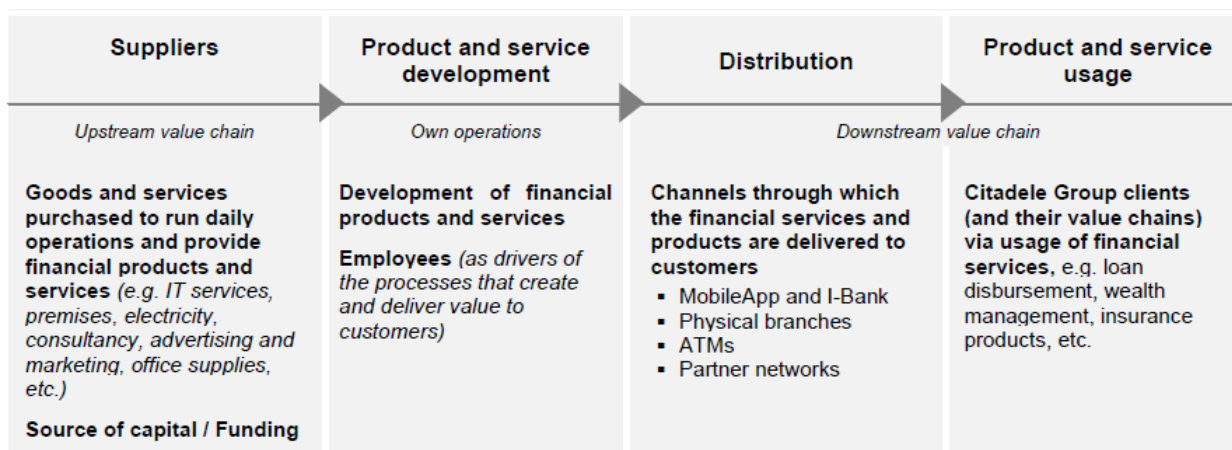 Suppliers
Upstream value chain
Goods and services
purchased to run daily
operations and provide
financial products and
services (e.g. IT services,
premises, electricity,
consultancy, advertising and
marketing, office supplies,
etc.)
Source of capital / Funding
Product and service
development
Own operations
Development of financial
products and services
Employees (as drivers of
the processes that create
and deliver value to
customers)
Distribution
Product and service
usage
Downstream value chain
Channels through which
the financial services and
products are delivered to
customers
▪ MobileApp and I-Bank
▪ Physical branches
▪ ATMs
▪ Partner networks
Citadele Group clients
(and their value chains)
via usage of financial
services, e.g. loan
disbursement, wealth
management, insurance
products, etc.